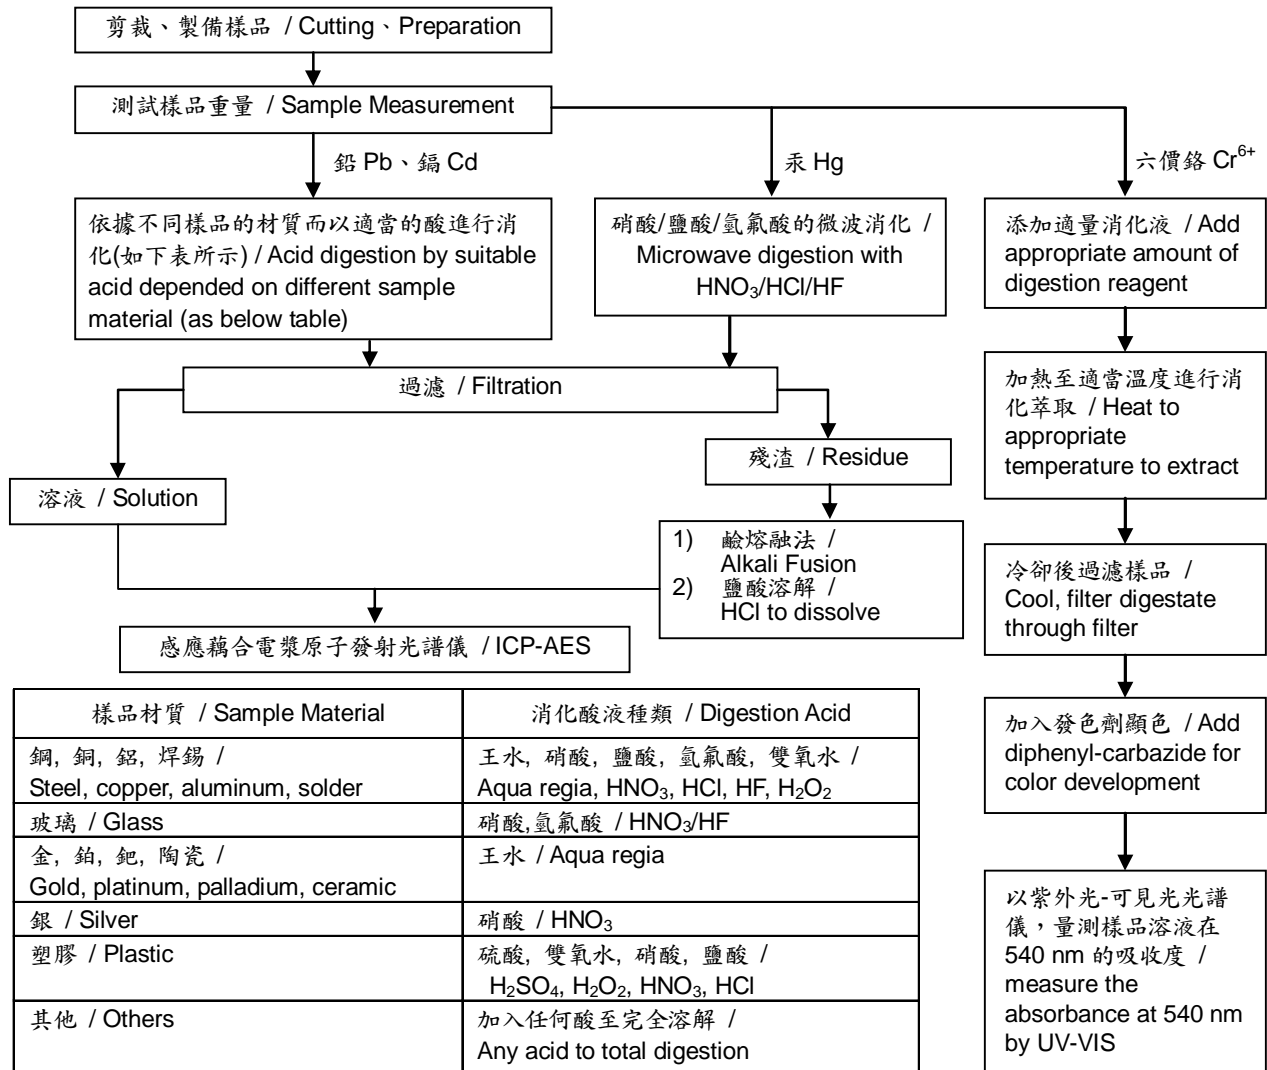 剪裁、製備樣品 / Cutting、Preparation
測試樣品重量 / Sample Measurement
鉛 Pb、鎘 Cd
汞 Hg
六價鉻 Cr6+
依據不同樣品的材質而以適當的酸進行消
化(如下表所示) / Acid digestion by suitable
acid depended on different sample
material (as below table)
硝酸/鹽酸/氫氟酸的微波消化 /
Microwave digestion with
HNO3/HCl/HF
添加適量消化液 / Add
appropriate amount of
digestion reagent
過濾 / Filtration
加熱至適當溫度進行消
化萃取 / Heat to
appropriate
temperature to extract
溶液 / Solution
殘渣 / Residue
1) 鹼熔融法 /
Alkali Fusion
2) 鹽酸溶解 /
HCl to dissolve
冷卻後過濾樣品 /
Cool, filter digestate
through filter
感應藕合電漿原子發射光譜儀 / ICP-AES
加入發色劑顯色 / Add
diphenyl-carbazide for
color development
以紫外光-可見光光譜
儀，量測樣品溶液在
540 nm 的吸收度 /
measure the
absorbance at 540 nm
by UV-VIS
樣品材質 / Sample Material
消化酸液種類 / Digestion Acid
鋼, 銅, 鋁, 焊錫 /
Steel, copper, aluminum, solder
王水, 硝酸, 鹽酸, 氫氟酸, 雙氧水 /
Aqua regia, HNO3, HCl, HF, H2O2
玻璃 / Glass
硝酸,氫氟酸 / HNO3/HF
金, 鉑, 鈀, 陶瓷 /
Gold, platinum, palladium, ceramic
王水 / Aqua regia
銀 / Silver
硝酸 / HNO3
塑膠 / Plastic
硫酸, 雙氧水, 硝酸, 鹽酸 /
H2SO4, H2O2, HNO3, HCl
其他 / Others
加入任何酸至完全溶解 /
Any acid to total digestion